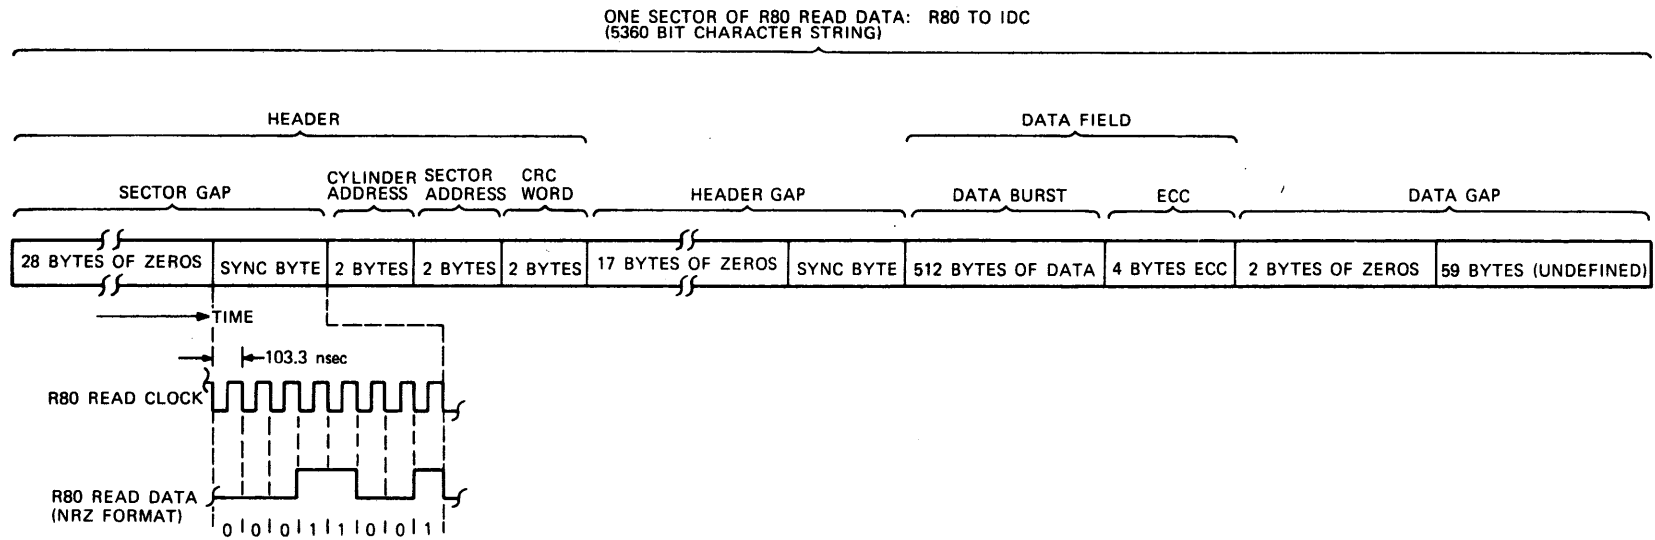 ONE SECTOR OF R80 READ DATA: R80 TO IDC
(5360 BIT CHARACTER STRING)
HEADER
DATA FIELD
SECTOR GAP
CYLINDER ADDRESS
SECTOR ADDRESS
CRC WORD
HEADER GAP
DATA BURST
ECC
DATA GAP
28 BYTES OF ZEROS
SYNC BYTE
2 BYTES
2 BYTES
2 BYTES
17 BYTES OF ZEROS
SYNC BYTE
512 BYTES OF DATA
4 BYTES ECC
2 BYTES OF ZEROS
59 BYTES (UNDEFINED)
TIME
103.3 nsec
R80 READ CLOCK
R80 READ DATA
(NRZ FORMAT)
0 0 0 1 1 0 0 1